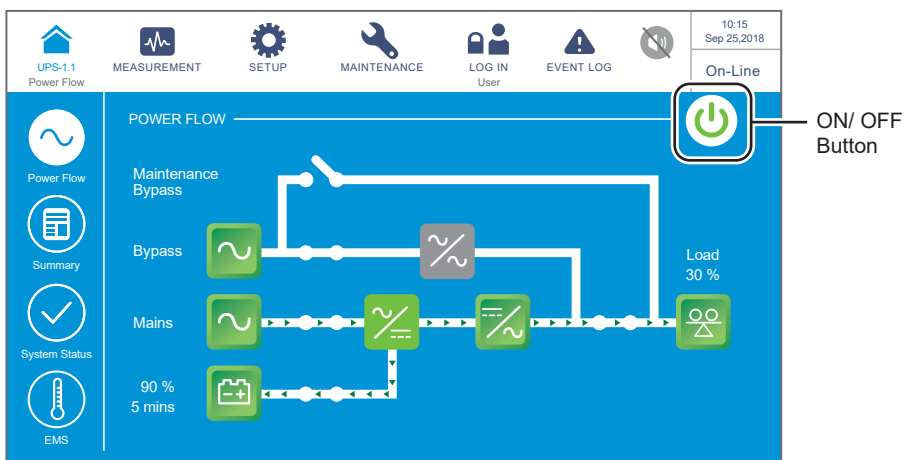 UPS-1.1
Power Flow
MEASUREMENT
SETUP
MAINTENANCE
LOG IN
User
EVENT LOG
10:15
Sep 25,2018
On-Line
ON/ OFF
Button
Power Flow
Summary
System Status
EMS
POWER FLOW
Maintenance
Bypass
Bypass
Load
30 %
Mains
90 %
5 mins